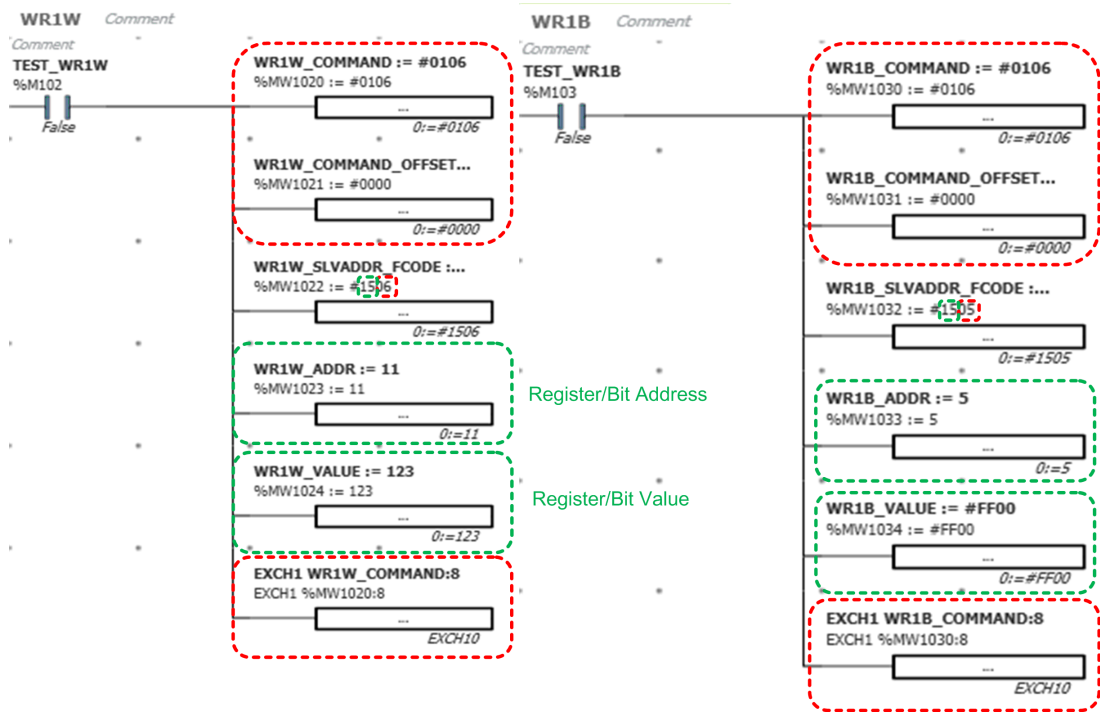 WR1W Comment
Comment
TEST_WR1W
%M102
False
WR1W_COMMAND := #0106
%MW1020 := #0106
...
0:=#0106
WR1W_COMMAND_OFFSET...
%MW1021 := #0000
...
0:=#0000
WR1W_SLVADDR_FCODE :...
%MW1022 := #1506
...
0:=#1506
WR1W_ADDR := 11
%MW1023 := 11
...
0:=11
WR1W_VALUE := 123
%MW1024 := 123
...
0:=123
EXCH1 WR1W_COMMAND:8
EXCH1 %MW1020:8
...
EXCH10
Register/Bit Address
Register/Bit Value
WR1B Comment
Comment
TEST_WR1B
%M103
False
WR1B_COMMAND := #0106
%MW1030 := #0106
...
0:=#0106
WR1B_COMMAND_OFFSET...
%MW1031 := #0000
...
0:=#0000
WR1B_SLVADDR_FCODE :...
%MW1032 := #1505
...
0:=#1505
WR1B_ADDR := 5
%MW1033 := 5
...
0:=5
WR1B_VALUE := #FF00
%MW1034 := #FF00
...
0:=#FF00
EXCH1 WR1B_COMMAND:8
EXCH1 %MW1030:8
...
EXCH10